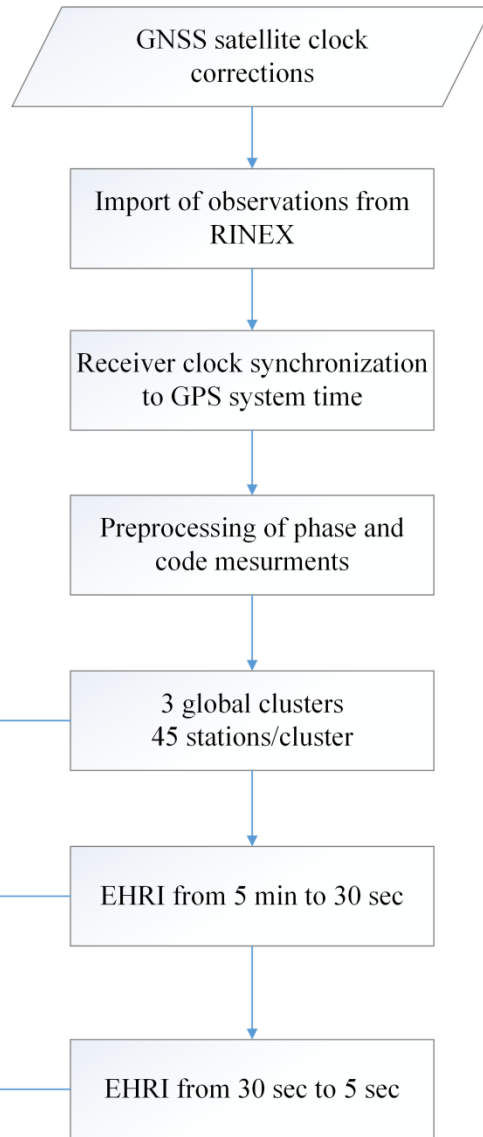 GNSS satellite clock
corrections
Import of observations from
RINEX
Receiver clock synchronization
to GPS system time
Preprocessing of phase and
code mesurments
3 global clusters
45 stations/cluster
EHRI from 5 min to 30 sec
EHRI from 30 sec to 5 sec